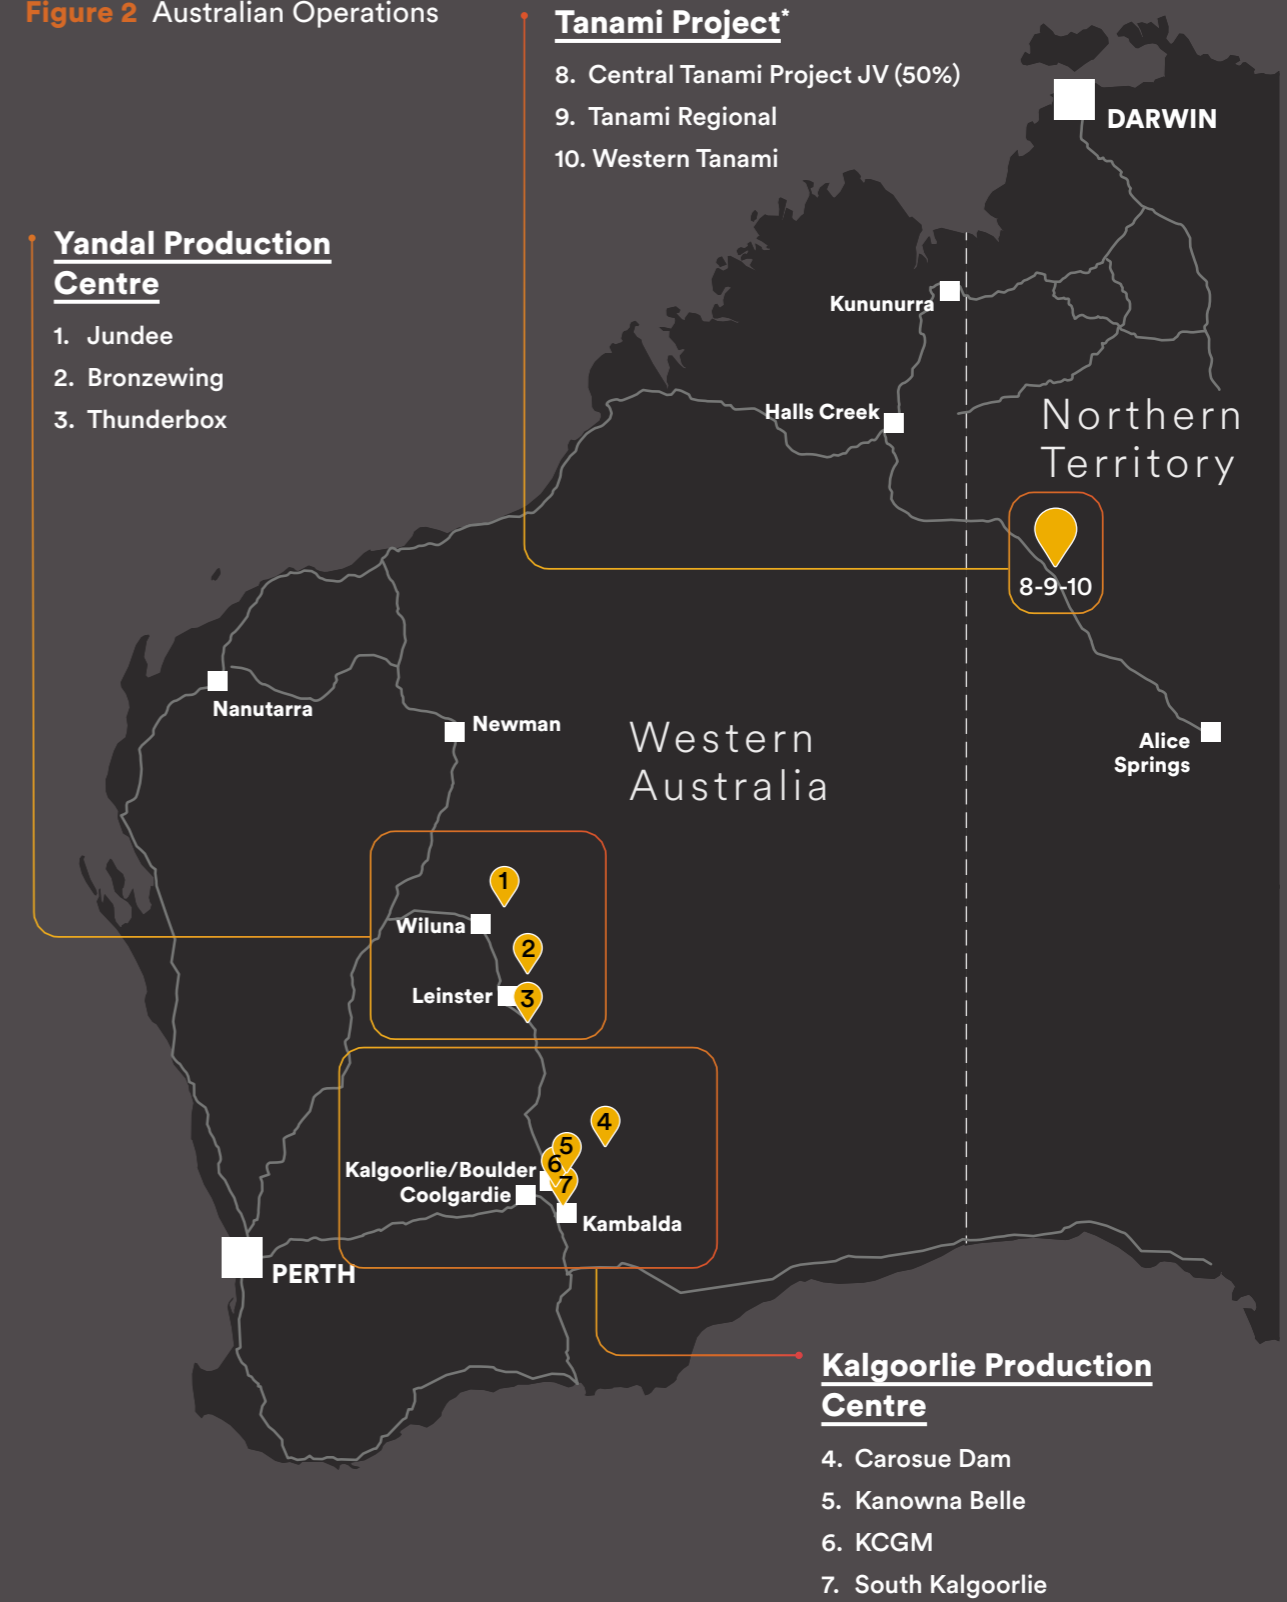 Figure 2 Australian Operations
Tanami Project*
8. Central Tanami Project JV (50%)
9. Tanami Regional
10. Western Tanami
DARWIN
Yandal Production
Centre
1. Jundee
2. Bronzewing
3. Thunderbox
Kununurra
Halls Creek
Northern
Territory
8-9-10
Nanutarra
Newman
Western
Australia
Alice
Springs
1
Wiluna
2
Leinster
3
4
5
6
Kalgoorlie/Boulder
7
Coolgardie
Kambalda
PERTH
Kalgoorlie Production
Centre
4. Carosue Dam
5. Kanowna Belle
6. KCGM
7. South Kalgoorlie